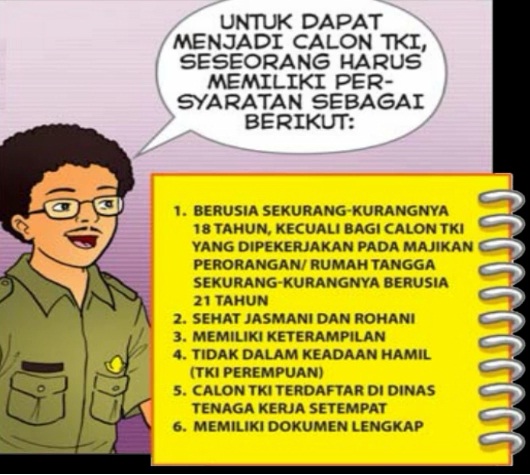 UNTUK DAPAT
MENJADI CALON TKI,
SESEORANG HARUS
MEMILIKI PER-
SYARATAN SEBAGAI
BERIKUT:
1. BERUSIA SEKURANG-KURANGNYA
18 TAHUN, KECUALI BAGI CALON TKI
YANG DIPEKERJAKAN PADA MAJIKAN
PERORANGAN/ RUMAH TANGGA
SEKURANG-KURANGNYA BERUSIA
21 TAHUN
2. SEHAT JASMANI DAN ROHANI
3. MEMILIKI KETERAMPILAN
4. TIDAK DALAM KEADAAN HAMIL
(TKI PEREMPUAN)
5. CALON TKI TERDAFTAR DI DINAS
TENAGA KERJA SETEMPAT
6. MEMILIKI DOKUMEN LENGKAP